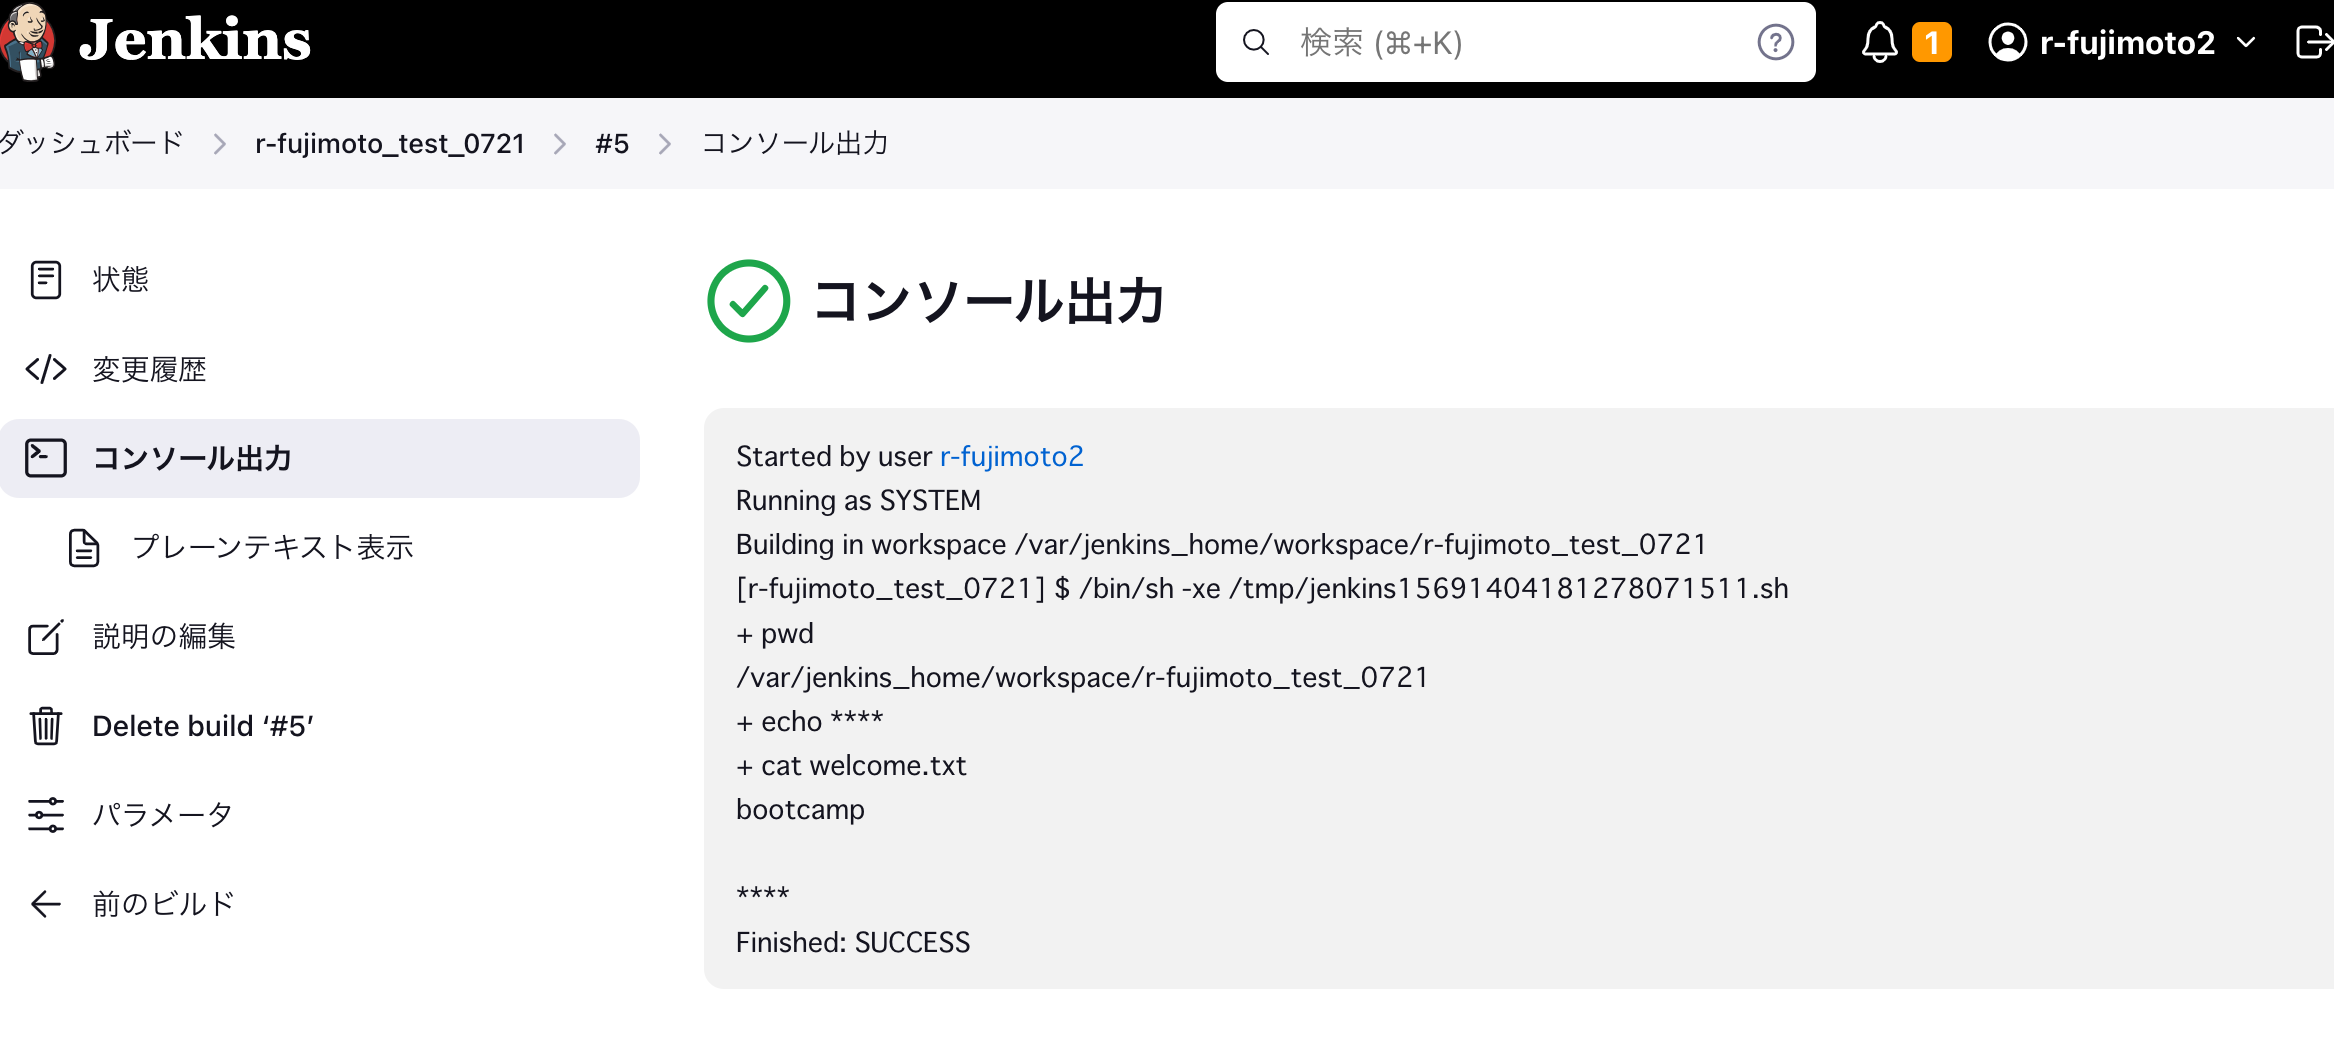 Jenkins
検索 (⌘+K)
1
r-fujimoto2
ダッシュボード
r-fujimoto_test_0721
#5
コンソール出力
状態
変更履歴
コンソール出力
プレーンテキスト表示
説明の編集
Delete build ‘#5’
パラメータ
前のビルド
コンソール出力
Started by user r-fujimoto2
Running as SYSTEM
Building in workspace /var/jenkins_home/workspace/r-fujimoto_test_0721
[r-fujimoto_test_0721] $ /bin/sh -xe /tmp/jenkins15691404181278071511.sh
+ pwd
/var/jenkins_home/workspace/r-fujimoto_test_0721
+ echo ****
+ cat welcome.txt
bootcamp
****
Finished: SUCCESS